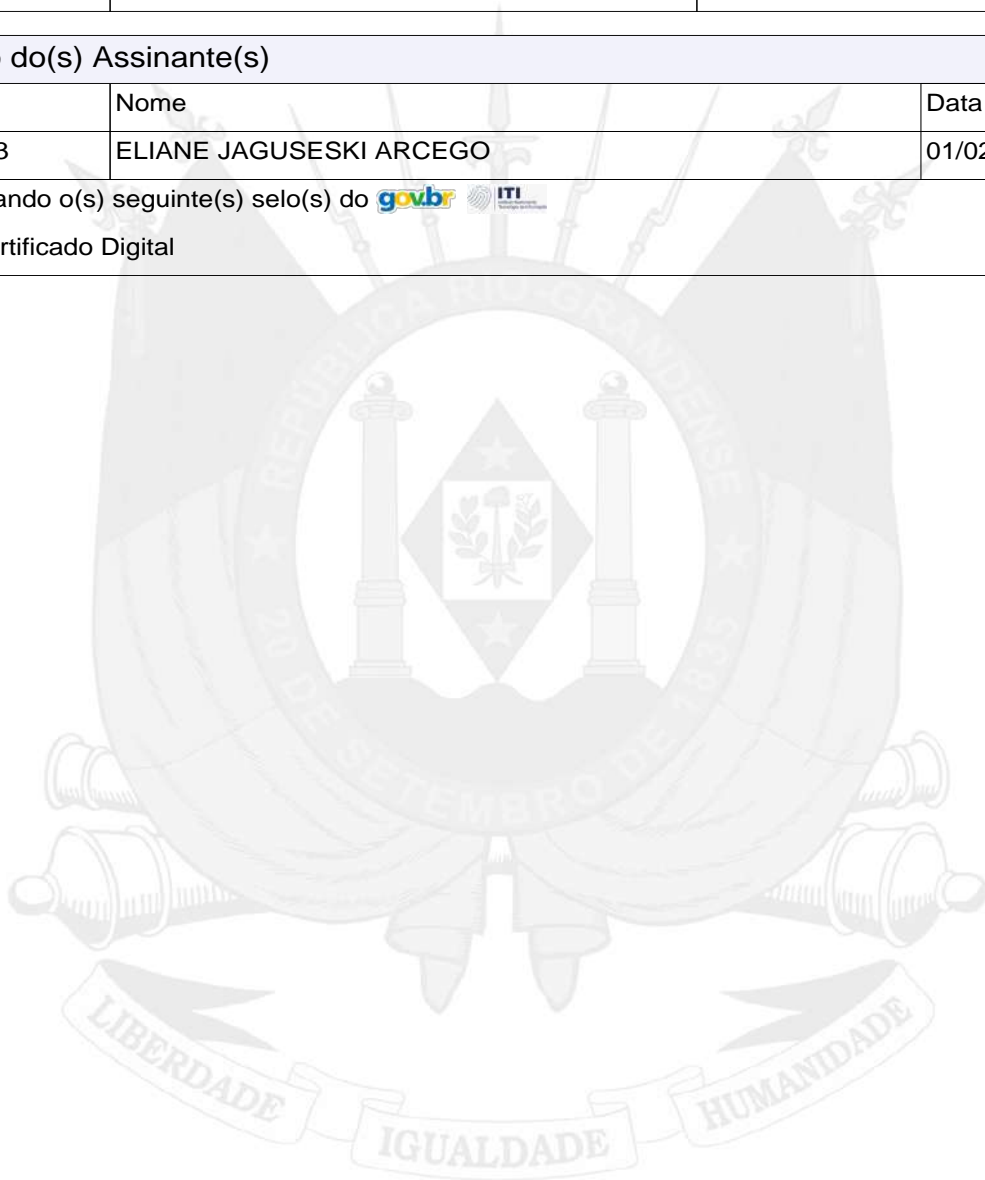 do(s) Assinante(s)
Nome Data
3 ELIANE JAGUSESKI ARCEGO 01/02
ando o(s) seguinte(s) selo(s) do gov.br ITI
rtificado Digital
REPÚBLICA RIO-GRANDENSE
20 DE SETEMBRO DE 1835
LIBERDADE IGUALDADE HUMANIDADE